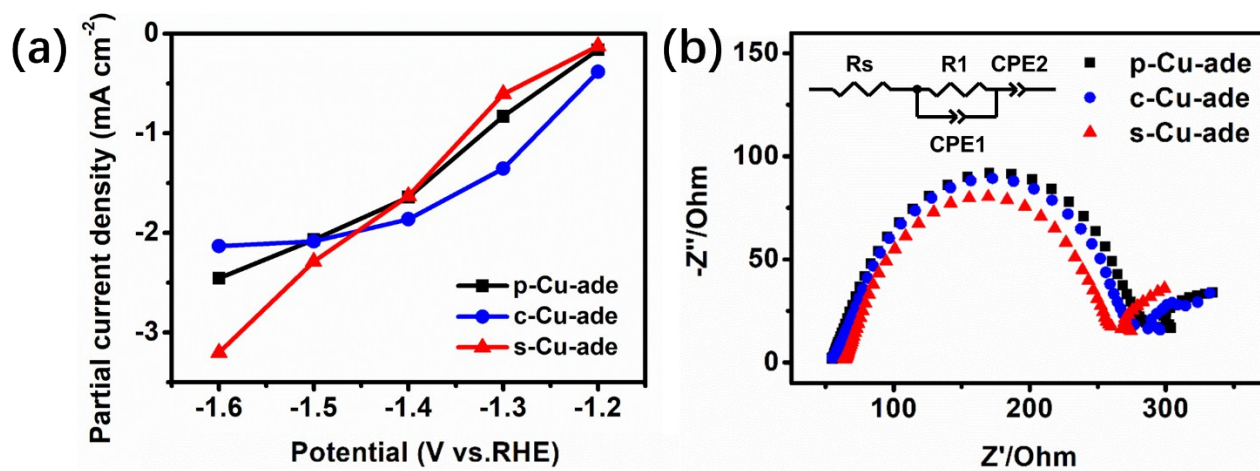 (a)
Partial current density (mA cm-2)
0
-1
-2
-3
-1.6 -1.5 -1.4 -1.3 -1.2
Potential (V vs.RHE)
p-Cu-ade
c-Cu-ade
s-Cu-ade
(b)
-Z''/Ohm
150
100
50
0
100 200 300
Z'/Ohm
Rs R1 CPE2
CPE1
p-Cu-ade
c-Cu-ade
s-Cu-ade